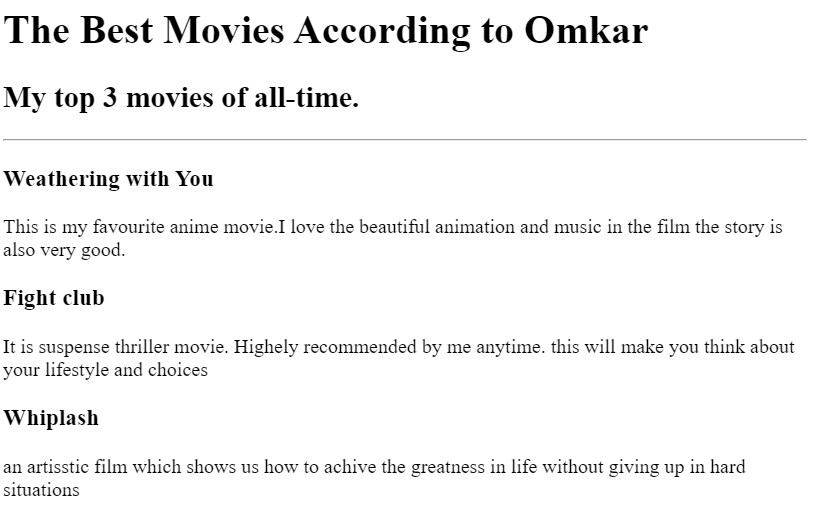 The Best Movies According to Omkar
My top 3 movies of all-time.
Weathering with You
This is my favourite anime movie.I love the beautiful animation and music in the film the story is
also very good.
Fight club
It is suspense thriller movie. Highely recommended by me anytime. this will make you think about
your lifestyle and choices
Whiplash
an artisstic film which shows us how to achive the greatness in life without giving up in hard
situations